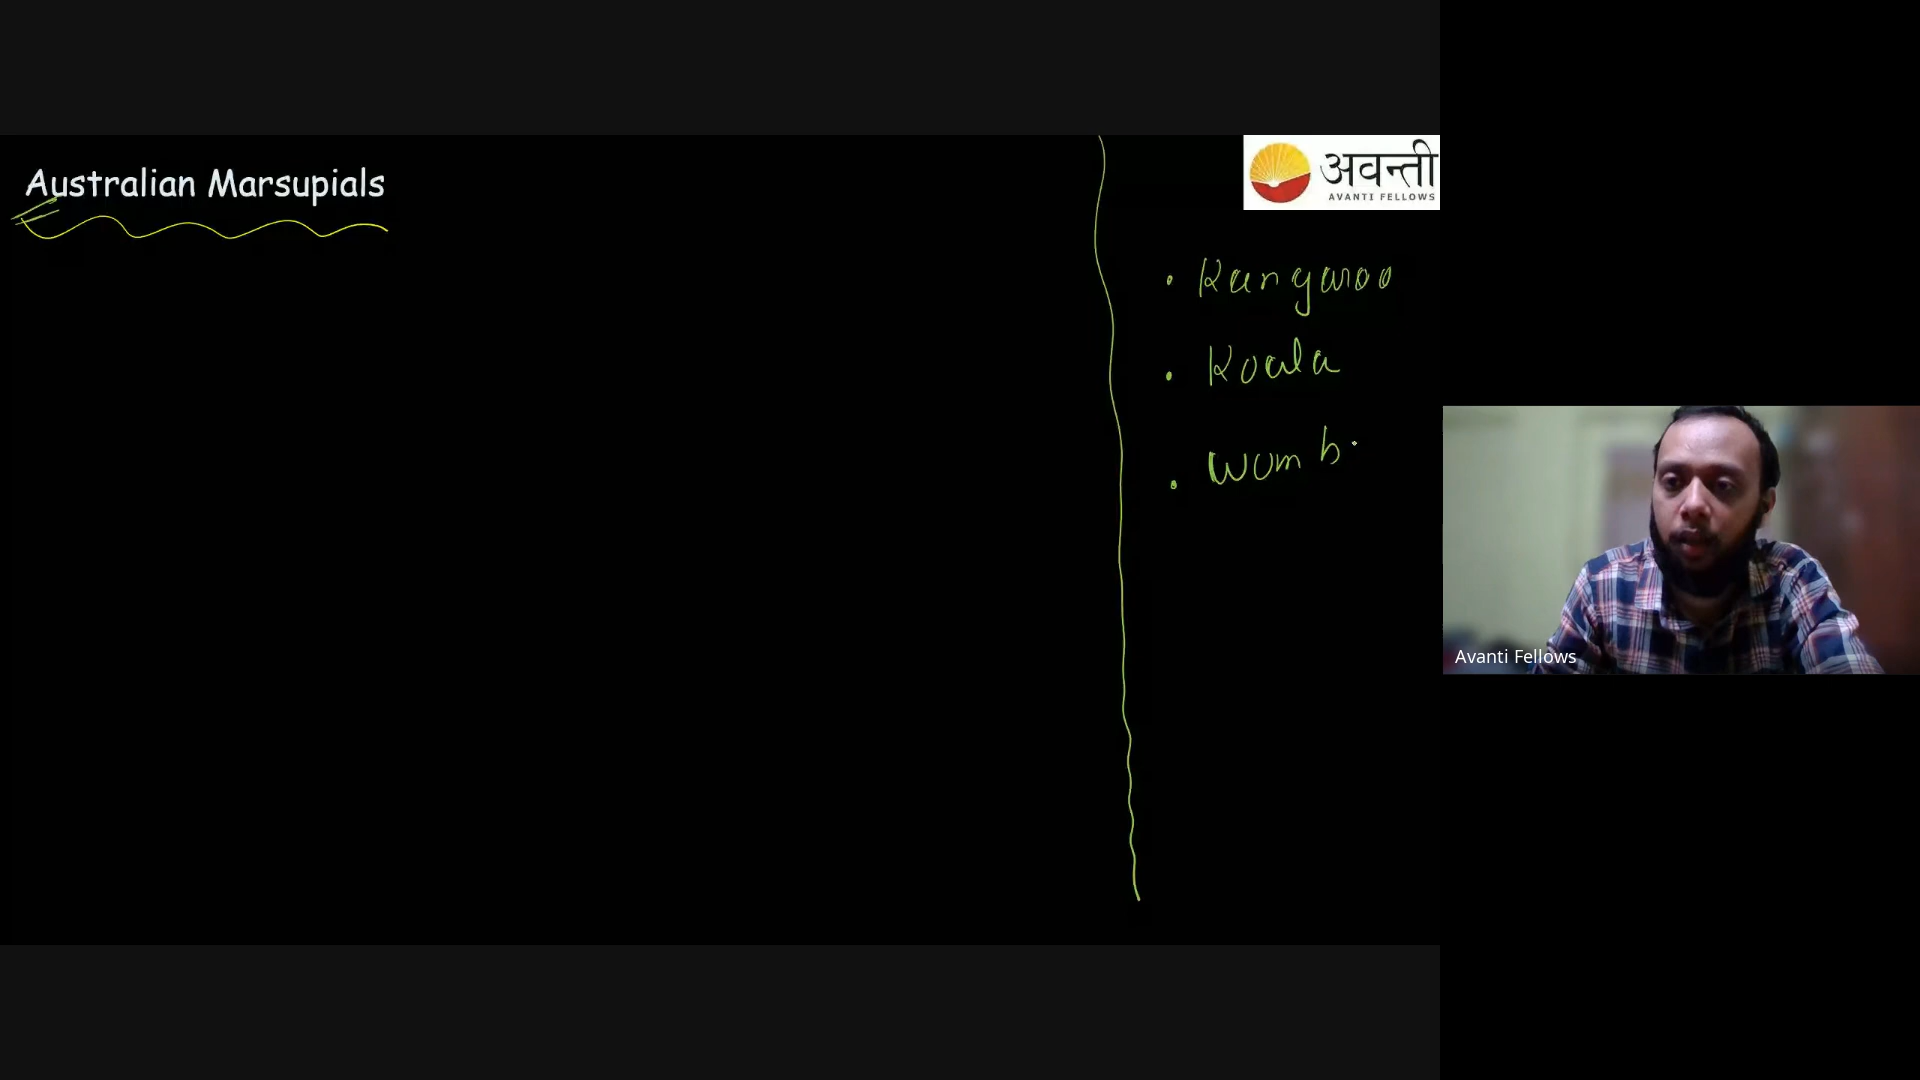 Australian Marsupials
अवन्ती
AVANTI FELLOWS
• Kangaroo
• Koala
• Womb
Avanti Fellows